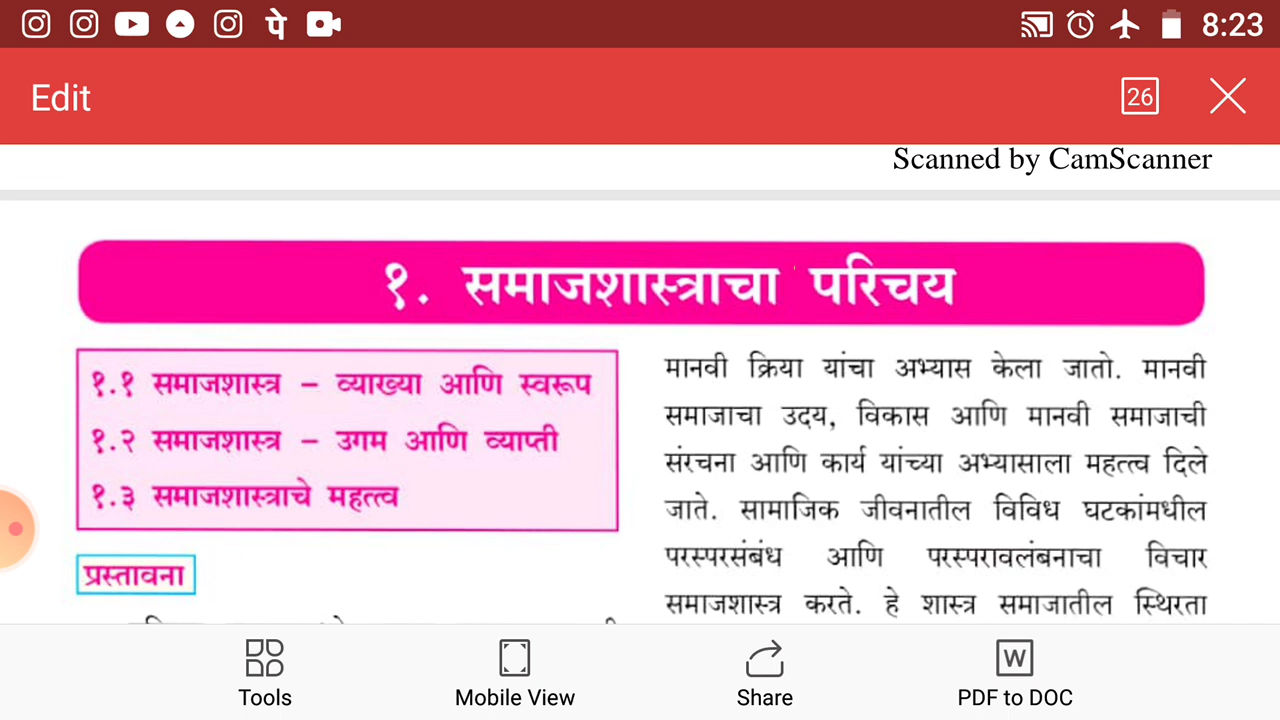 8:23
Edit
26
Scanned by CamScanner
१. समाजशास्त्राचा परिचय
१.१ समाजशास्त्र – व्याख्या आणि स्वरूप
१.२ समाजशास्त्र – उगम आणि व्याप्ती
१.३ समाजशास्त्राचे महत्त्व
प्रस्तावना
मानवी क्रिया यांचा अभ्यास केला जातो. मानवी
समाजाचा उदय, विकास आणि मानवी समाजाची
संरचना आणि कार्य यांच्या अभ्यासाला महत्त्व दिले
जाते. सामाजिक जीवनातील विविध घटकांमधील
परस्परसंबंध आणि परस्परावलंबनाचा विचार
समाजशास्त्र करते. हे शास्त्र समाजातील स्थिरता
Tools
Mobile View
Share
PDF to DOC